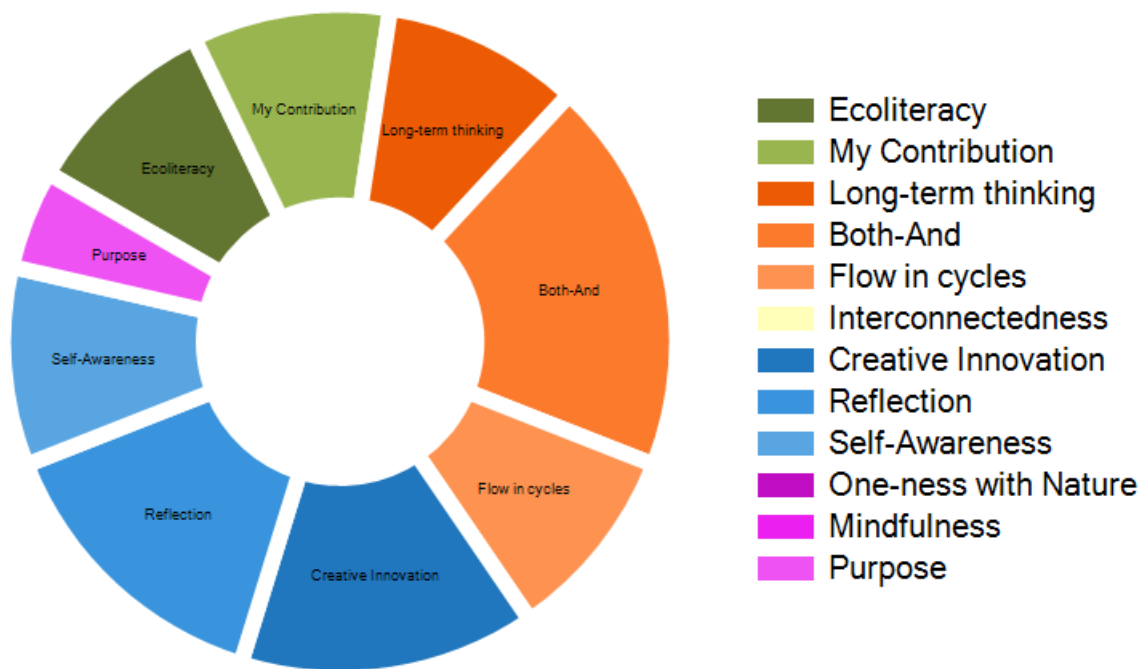 My Contribution
Long-term thinking
Ecoliteracy
Purpose
Both-And
Self-Awareness
Flow in cycles
Reflection
Creative Innovation
Ecoliteracy
My Contribution
Long-term thinking
Both-And
Flow in cycles
Interconnectedness
Creative Innovation
Reflection
Self-Awareness
One-ness with Nature
Mindfulness
Purpose